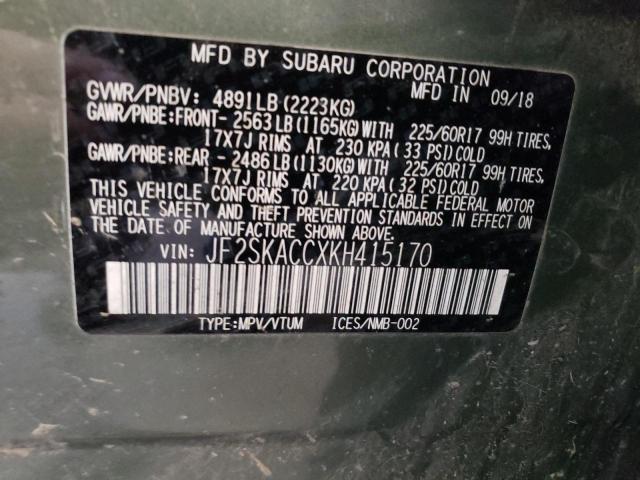 MFD BY SUBARU CORPORATION
MFD IN 09/18
GVWR/PNBV: 4891LB(2223KG)
GAWR/PNBE:FRONT- 2563LB(1165KG)WITH 225/60R17 99H TIRES,
17X7J RIMS AT 230 KPA(33 PSI)COLD
GAWR/PNBE:REAR - 2486LB(1130KG)WITH 225/60R17 99H TIRES,
17X7J RIMS AT 220 KPA(32 PSI)COLD
THIS VEHICLE CONFORMS TO ALL APPLICABLE FEDERAL MOTOR
VEHICLE SAFETY AND THEFT PREVENTION STANDARDS IN EFFECT ON
THE DATE OF MANUFACTURE SHOWN ABOVE.
VIN: JF2SKACCXKH415170
TYPE:MPV/VTUM ICES/NMB-002